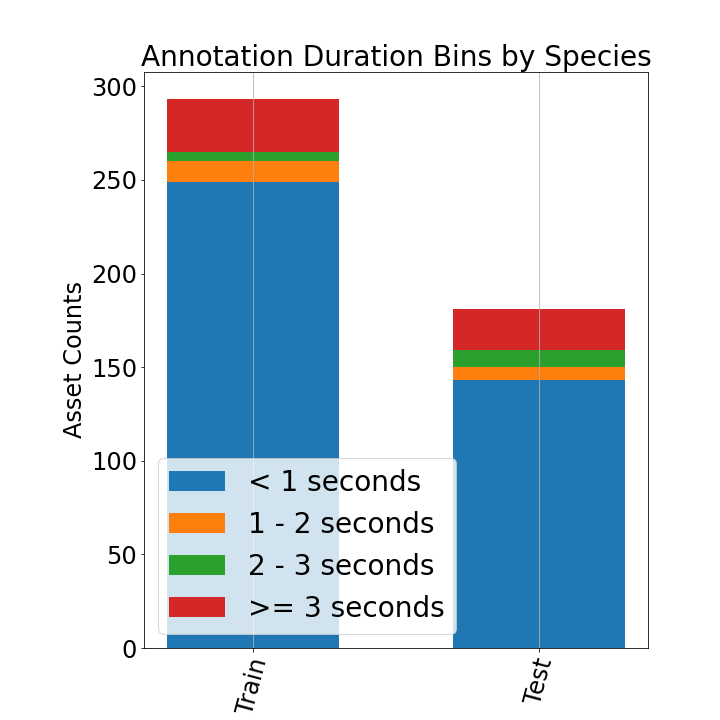 Annotation Duration Bins by Species
300
250
200
150
100
50
0
Asset Counts
< 1 seconds
1 - 2 seconds
2 - 3 seconds
>= 3 seconds
Train
Test